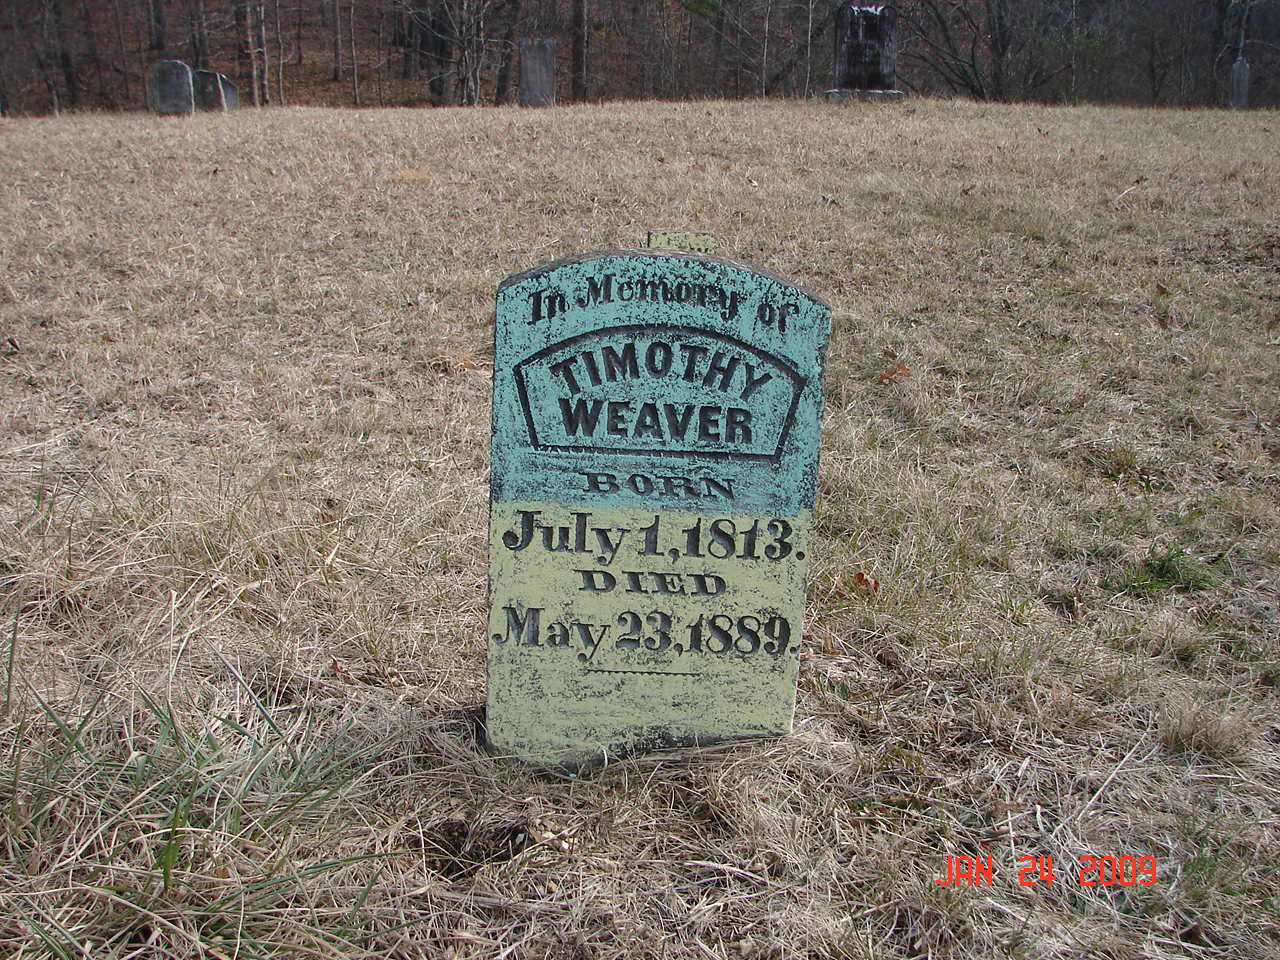 In Memory of
TIMOTHY
WEAVER
BORN
July 1, 1813.
DIED
May 23, 1889.
JAN 24 2009